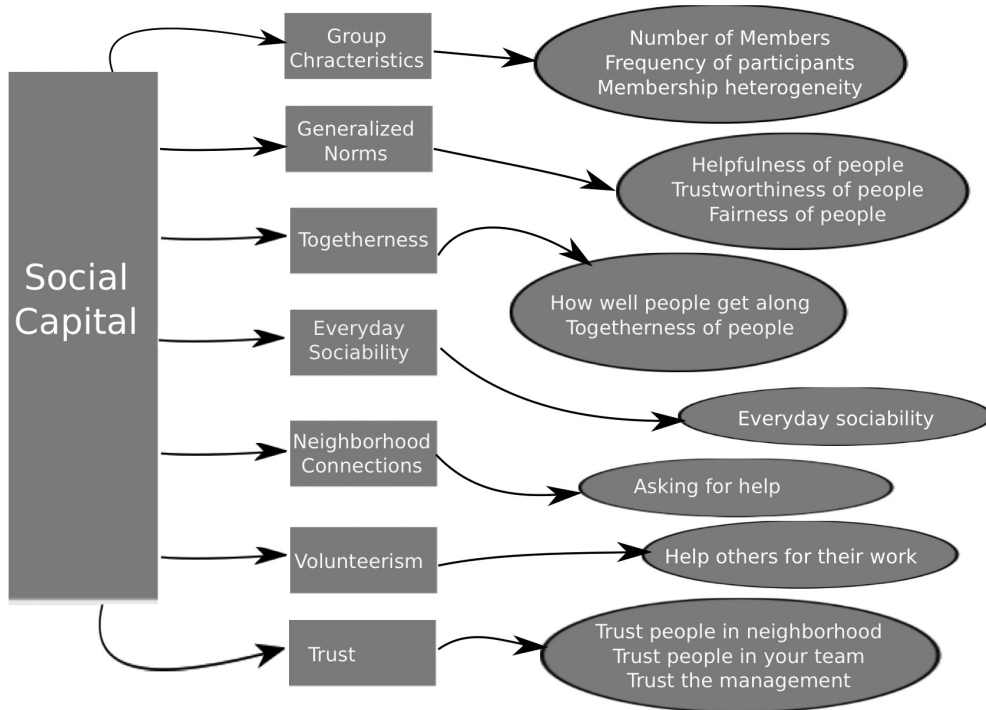 Social
Capital
Group
Chracteristics
Number of Members
Frequency of participants
Membership heterogeneity
Generalized
Norms
Helpfulness of people
Trustworthiness of people
Fairness of people
Togetherness
How well people get along
Togetherness of people
Everyday
Sociability
Everyday sociability
Neighborhood
Connections
Asking for help
Volunteerism
Help others for their work
Trust
Trust people in neighborhood
Trust people in your team
Trust the management